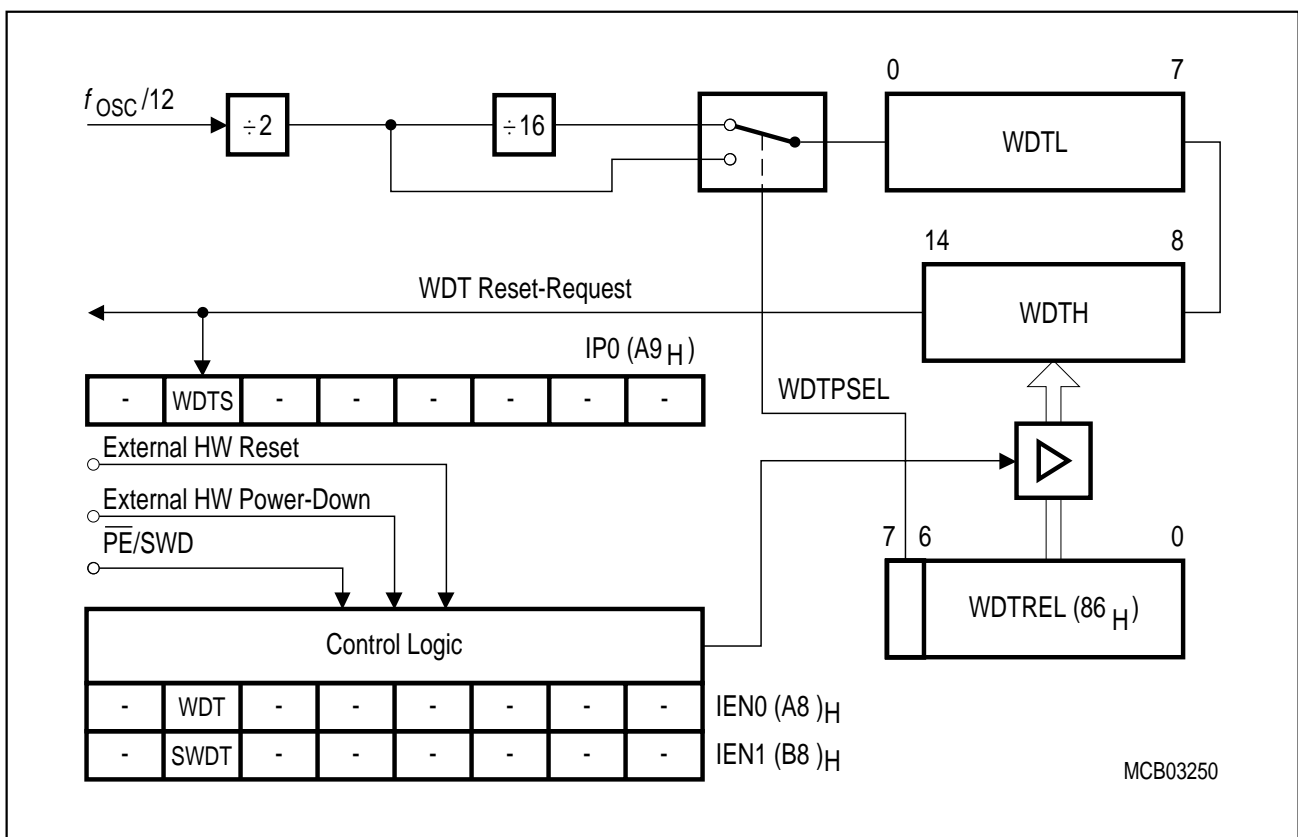 f OSC /12
÷2
÷16
0 7
WDTL
14 8
WDT Reset-Request
WDTH
IP0 (A9 H )
- WDTS - - - - - -
WDTPSEL
External HW Reset
External HW Power-Down
PE/SWD
7 6 0
WDTREL (86 H )
Control Logic
- WDT - - - - - - IEN0 (A8 )H
- SWDT - - - - - - IEN1 (B8 )H
MCB03250